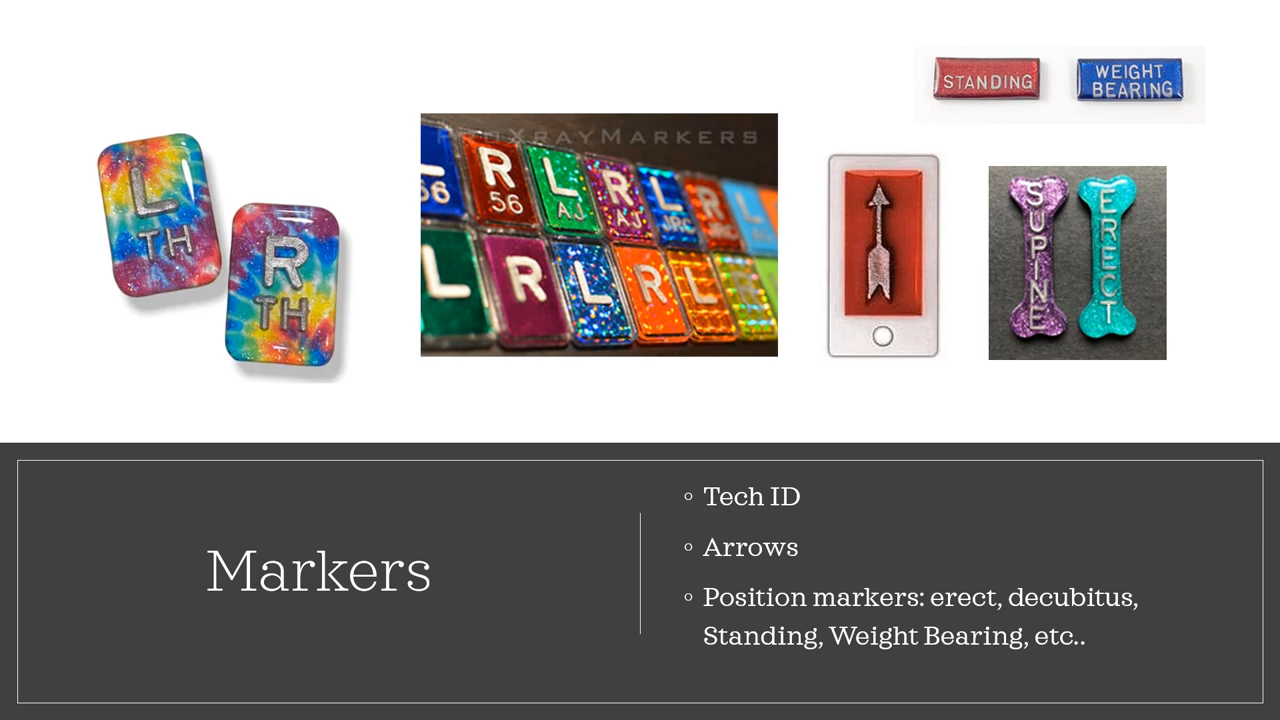 STANDING
WEIGHT
BEARING
L
TH
R
TH
XRAYMARKERS
L R L R L R L
56 56 AJ AJ JRC
L R L R L
SUPINE
ERECT
Markers
◦ Tech ID
◦ Arrows
◦ Position markers: erect, decubitus,
Standing, Weight Bearing, etc..